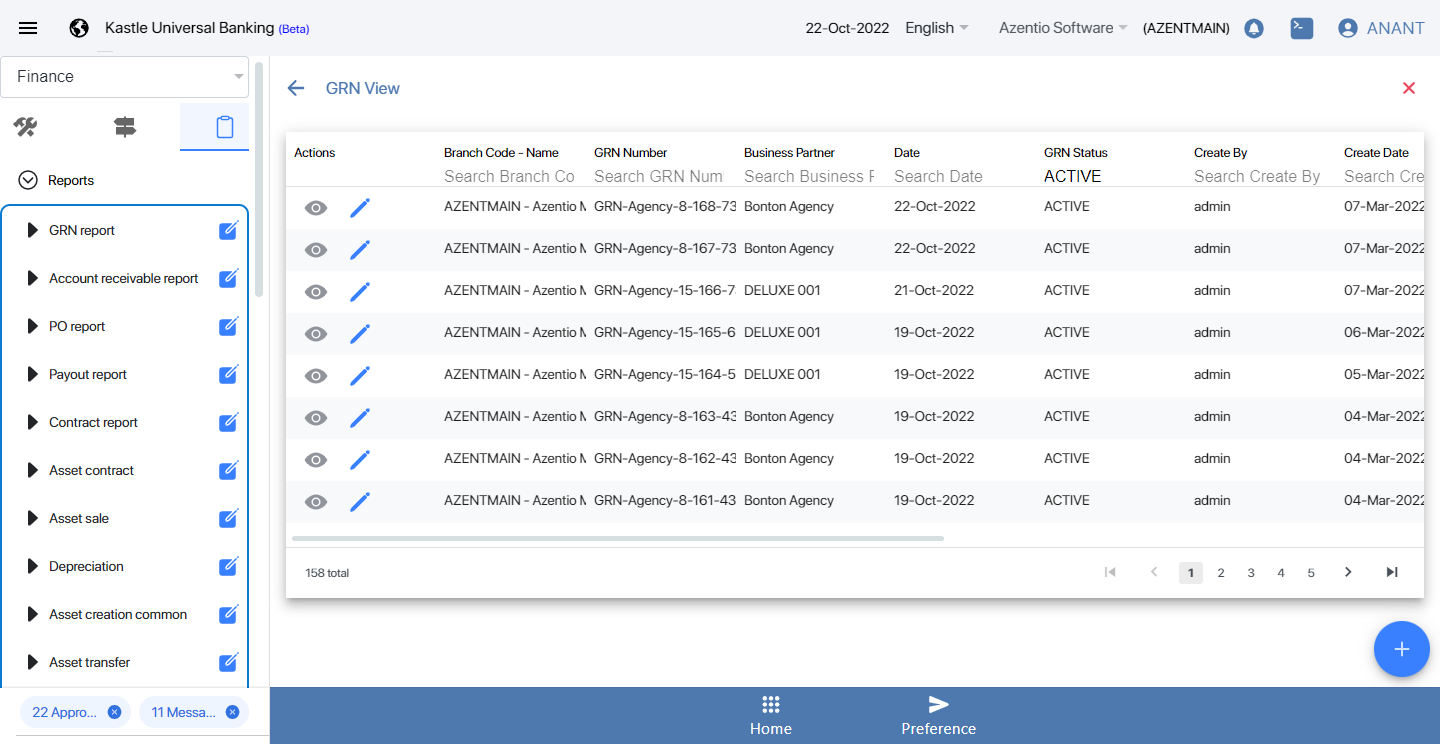 Kastle Universal Banking (Beta) 22-Oct-2022 English Azentio Software (AZENTMAIN) ANANT
Finance
Reports
GRN report
Account receivable report
PO report
Payout report
Contract report
Asset contract
Asset sale
Depreciation
Asset creation common
Asset transfer
22 Appro... 11 Messa...
GRN View
Actions Branch Code - Name GRN Number Business Partner Date GRN Status Create By Create Date
Search Branch Co Search GRN Num Search Business F Search Date ACTIVE Search Create By Search Cre
AZENTMAIN - Azentio M GRN-Agency-8-168-73 Bonton Agency 22-Oct-2022 ACTIVE admin 07-Mar-2022
AZENTMAIN - Azentio M GRN-Agency-8-167-73 Bonton Agency 22-Oct-2022 ACTIVE admin 07-Mar-2022
AZENTMAIN - Azentio M GRN-Agency-15-166-73 DELUXE 001 21-Oct-2022 ACTIVE admin 07-Mar-2022
AZENTMAIN - Azentio M GRN-Agency-15-165-6 DELUXE 001 19-Oct-2022 ACTIVE admin 06-Mar-2022
AZENTMAIN - Azentio M GRN-Agency-15-164-5 DELUXE 001 19-Oct-2022 ACTIVE admin 05-Mar-2022
AZENTMAIN - Azentio M GRN-Agency-8-163-43 Bonton Agency 19-Oct-2022 ACTIVE admin 04-Mar-2022
AZENTMAIN - Azentio M GRN-Agency-8-162-43 Bonton Agency 19-Oct-2022 ACTIVE admin 04-Mar-2022
AZENTMAIN - Azentio M GRN-Agency-8-161-43 Bonton Agency 19-Oct-2022 ACTIVE admin 04-Mar-2022
158 total 1 2 3 4 5
Home Preference